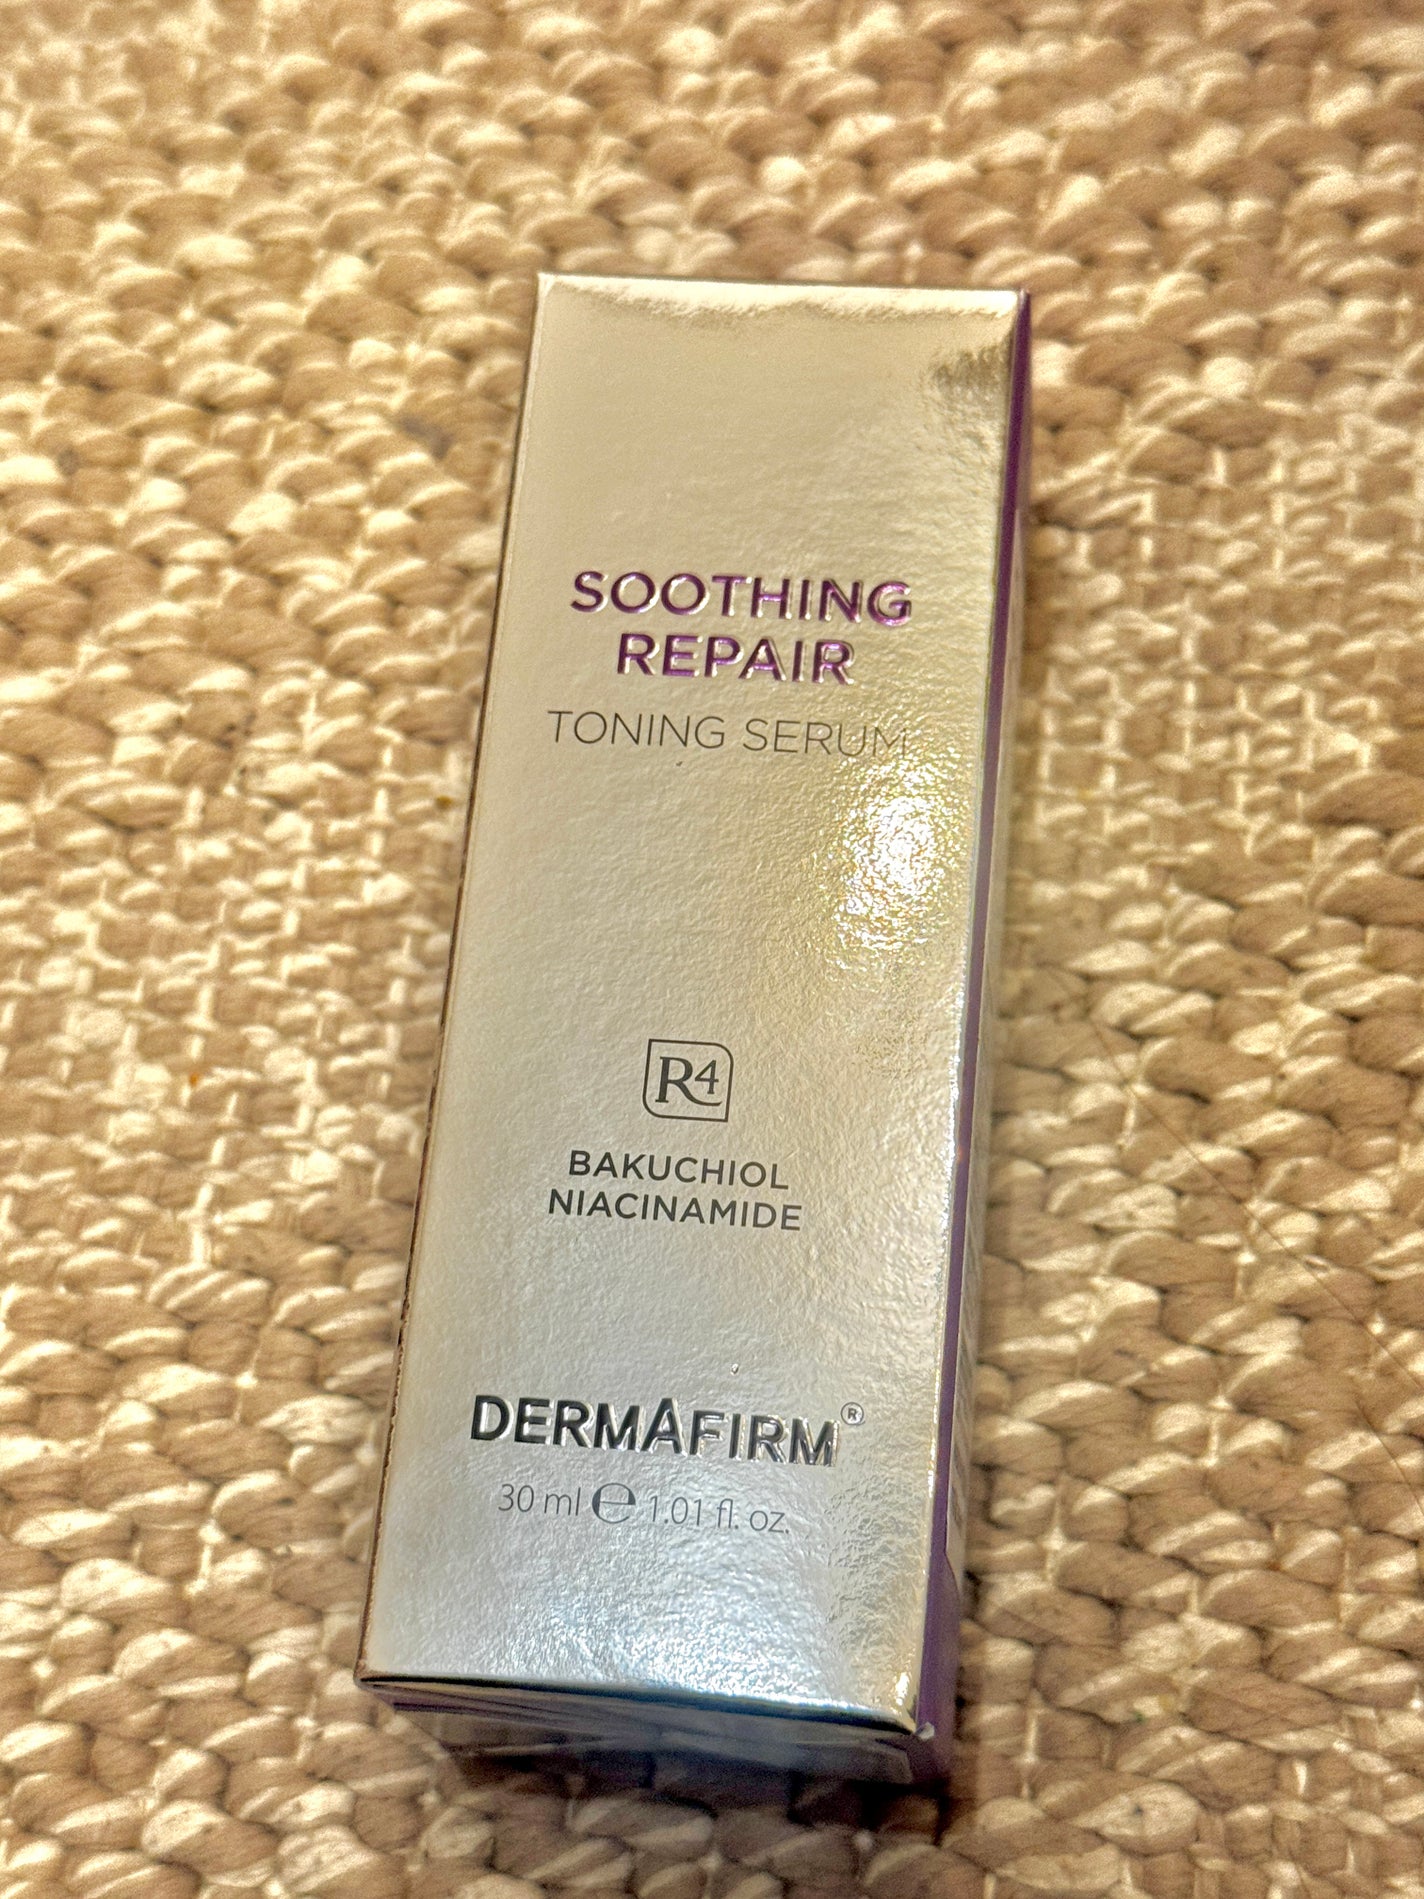 SOOTHING
REPAIR
TONING SERUM
R4
BAKUCHIOL
NIACINAMIDE
DERMAFIRM®
30 ml ℮ 1.01 fl. oz.